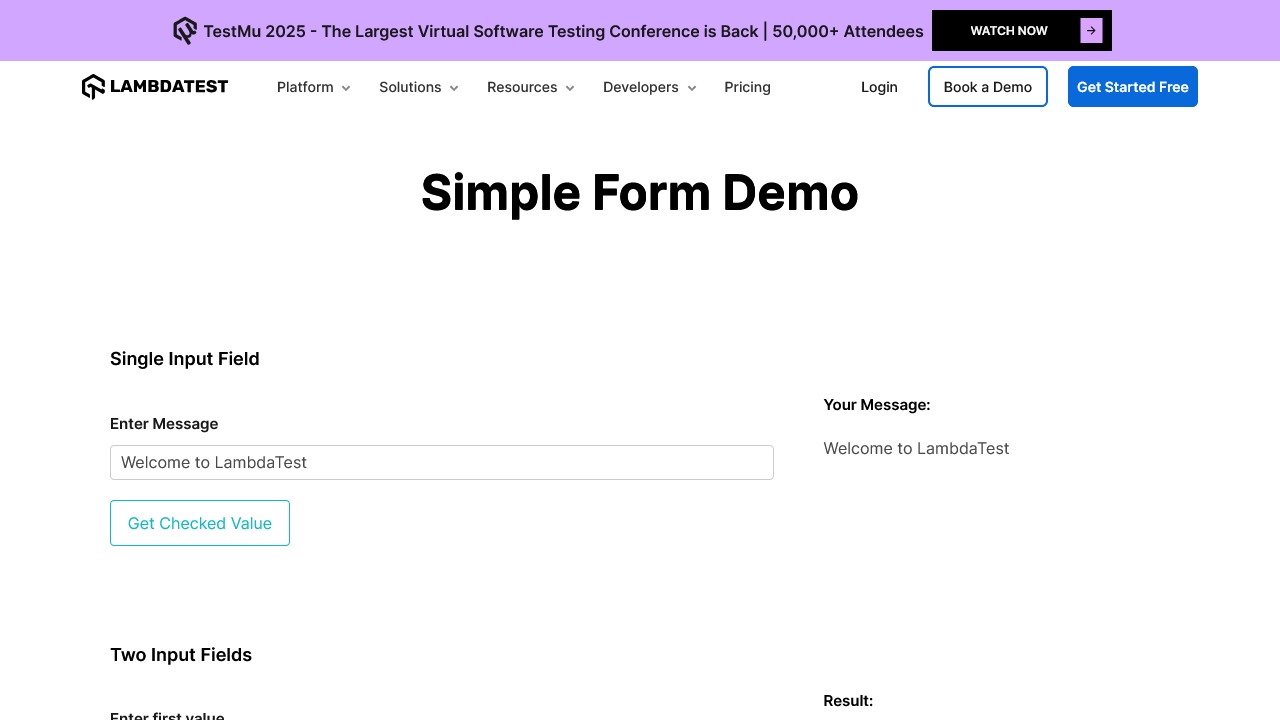 TestMu 2025 - The Largest Virtual Software Testing Conference is Back | 50,000+ Attendees
WATCH NOW
LAMBDATEST
Platform
Solutions
Resources
Developers
Pricing
Login
Book a Demo
Get Started Free
Simple Form Demo
Single Input Field
Enter Message
Welcome to LambdaTest
Get Checked Value
Your Message:
Welcome to LambdaTest
Two Input Fields
Enter first value
Result: